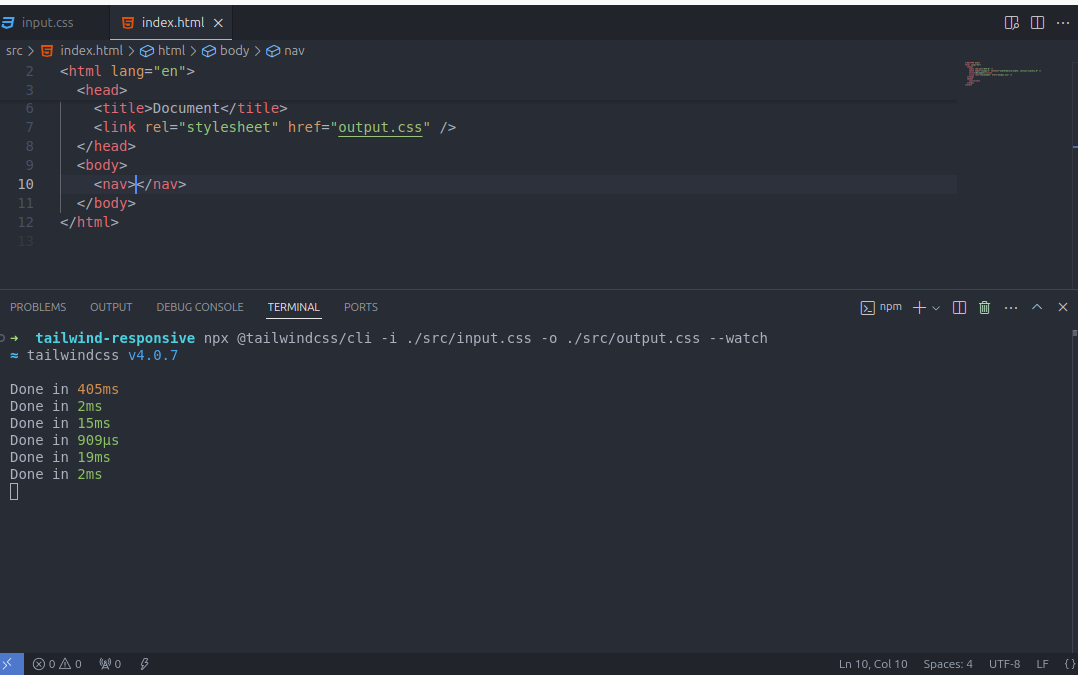 input.css index.html
src > index.html > html > body > nav
2 <html lang="en">
3 <head>
6 <title>Document</title>
7 <link rel="stylesheet" href="output.css" />
8 </head>
9 <body>
10 <nav></nav>
11 </body>
12 </html>
13
PROBLEMS OUTPUT DEBUG CONSOLE TERMINAL PORTS npm
→ tailwind-responsive npx @tailwindcss/cli -i ./src/input.css -o ./src/output.css --watch
≈ tailwindcss v4.0.7
Done in 405ms
Done in 2ms
Done in 15ms
Done in 909µs
Done in 19ms
Done in 2ms
0 0 0 Ln 10, Col 10 Spaces: 4 UTF-8 LF {}